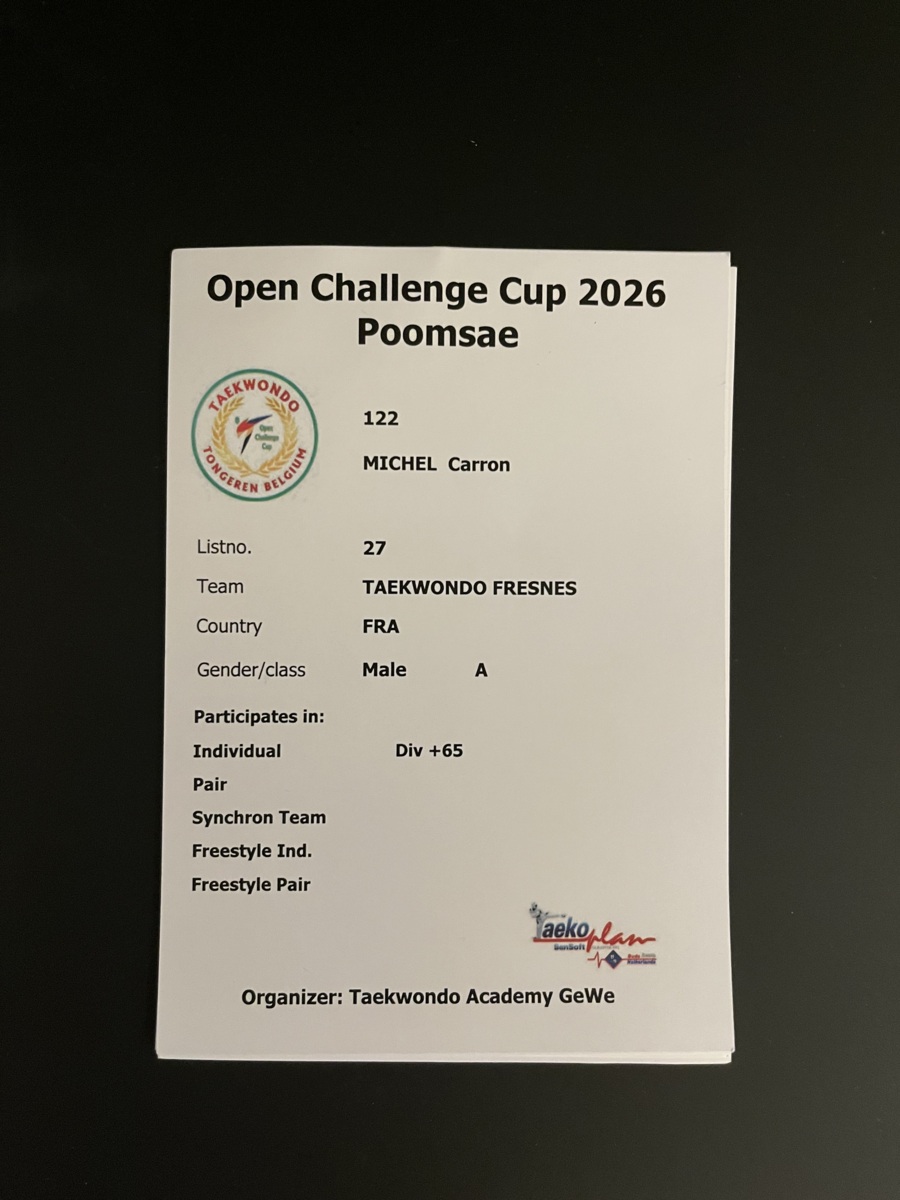 Open Challenge Cup 2026
Poomsae
TAEKWONDO
Open
Challenge
Cup
TONGEREN BELGIUM
122
MICHEL Carron
Listno. 27
Team TAEKWONDO FRESNES
Country FRA
Gender/class Male A
Participates in:
Individual Div +65
Pair
Synchron Team
Freestyle Ind.
Freestyle Pair
Taekoplan
SenSoft
Organizer: Taekwondo Academy GeWe